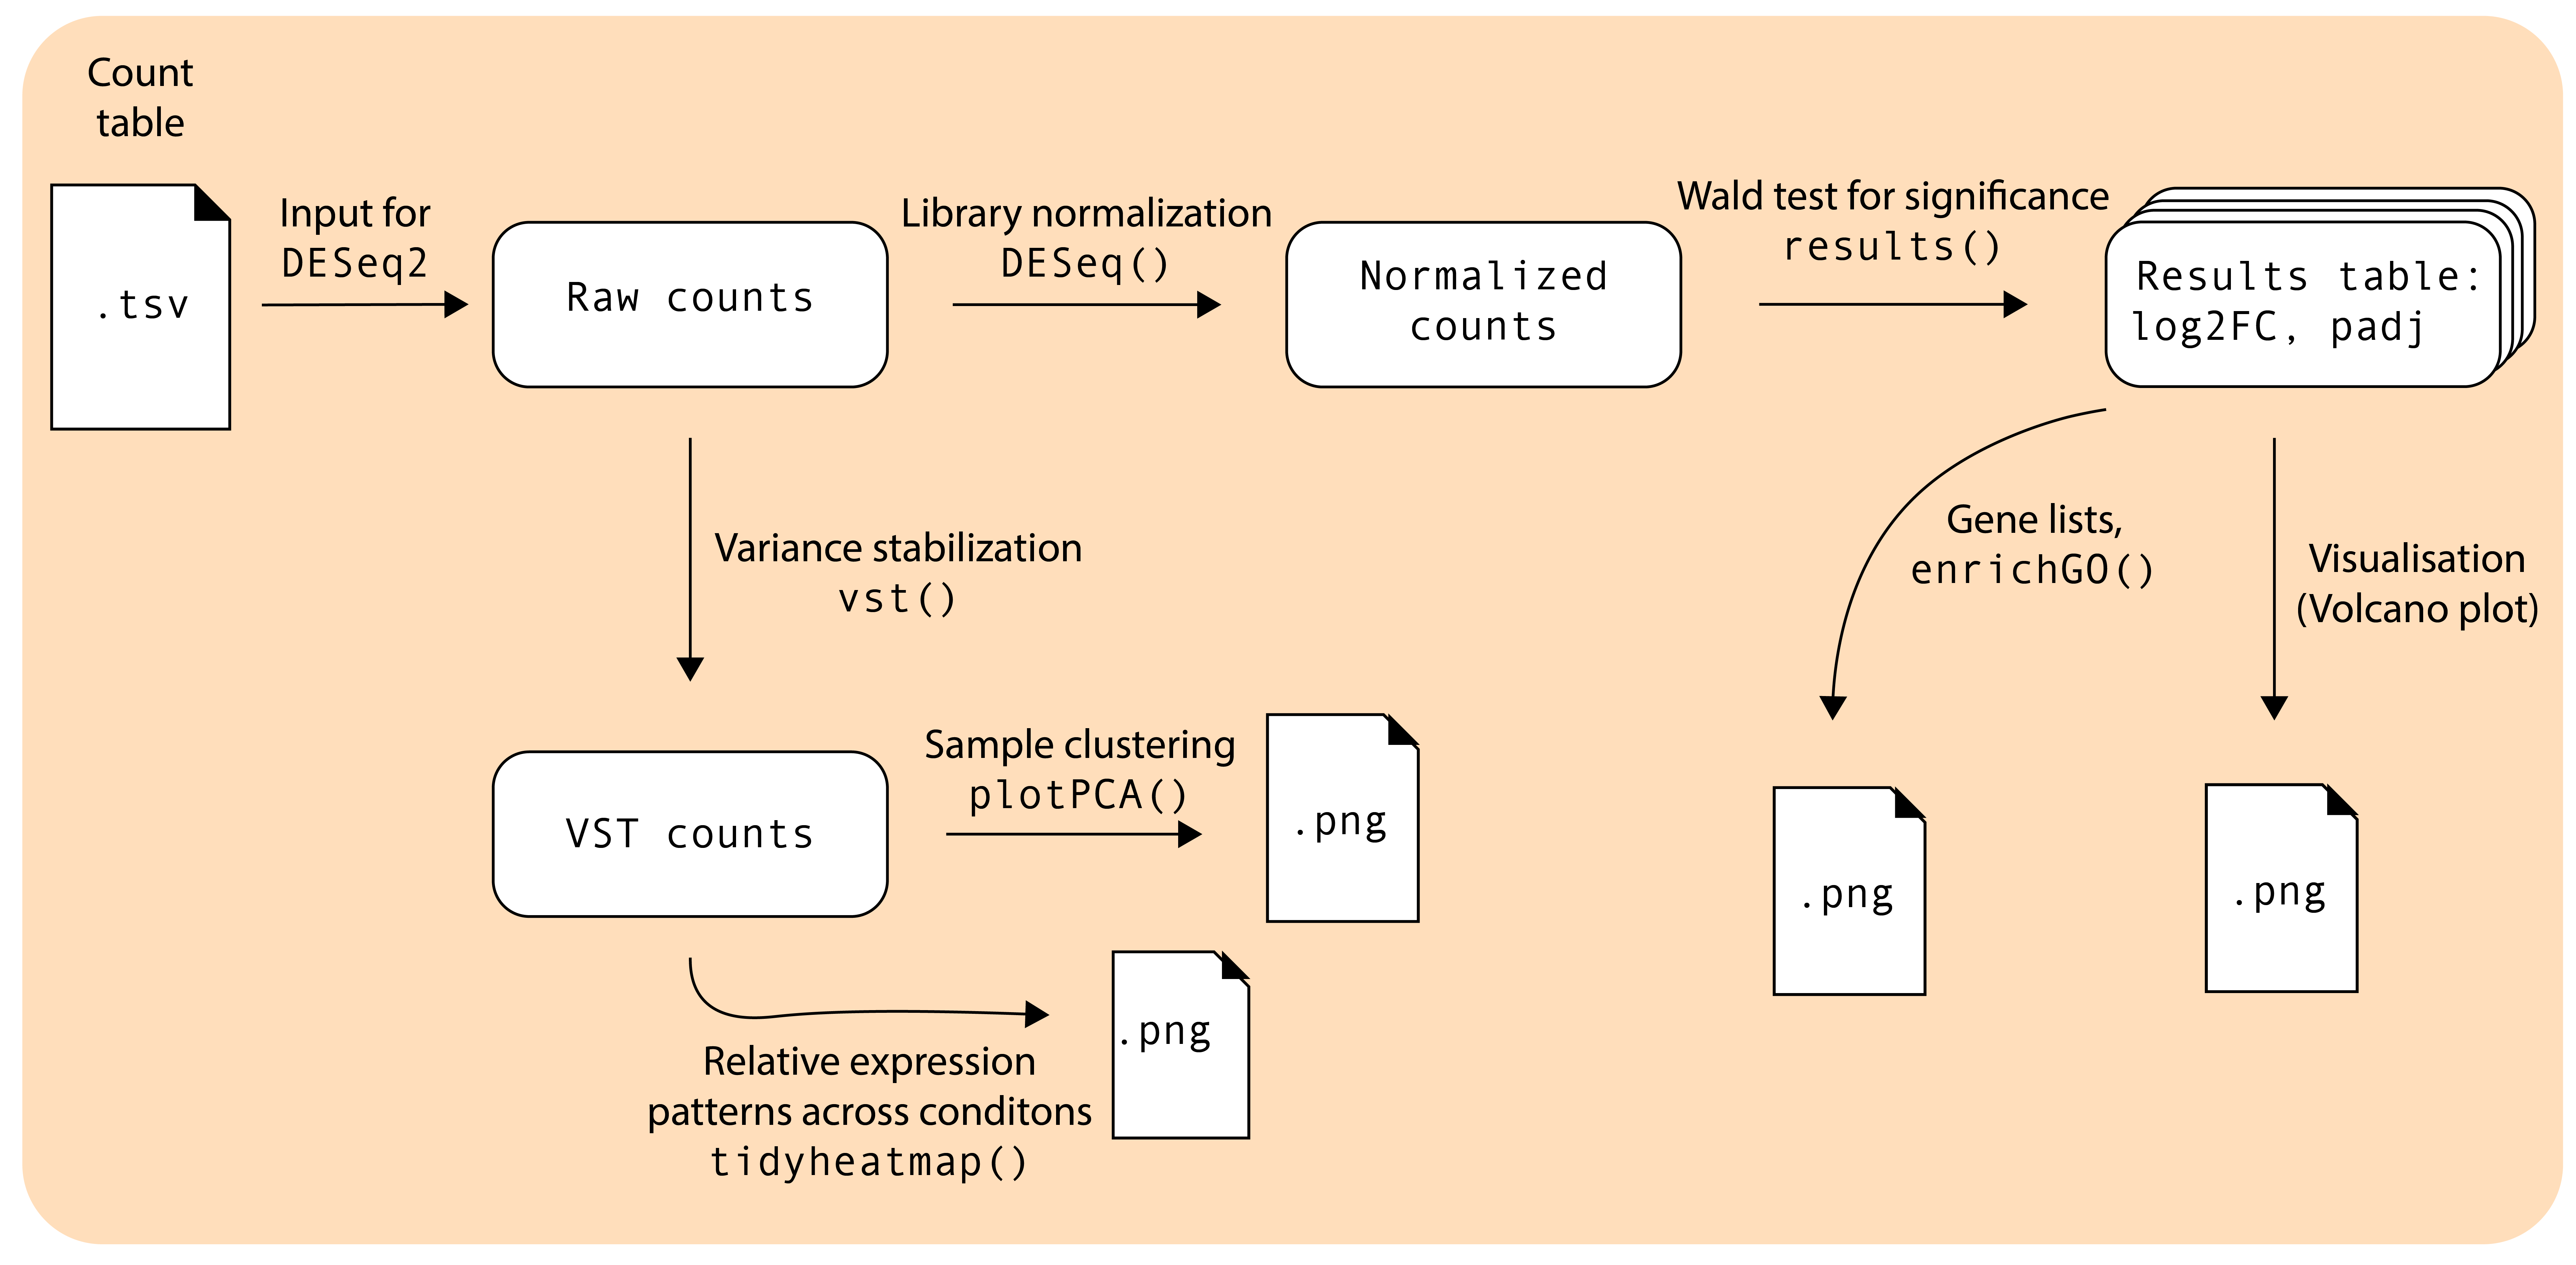 Count
table
.tsv
Input for
DESeq2
Raw counts
Library normalization
DESeq()
Normalized
counts
Wald test for significance
results()
Results table:
log2FC, padj
Variance stabilization
vst()
Gene lists,
enrichGO()
Visualisation
(Volcano plot)
VST counts
Sample clustering
plotPCA()
.png
.png
.png
.png
Relative expression
patterns across conditons
tidyheatmap()